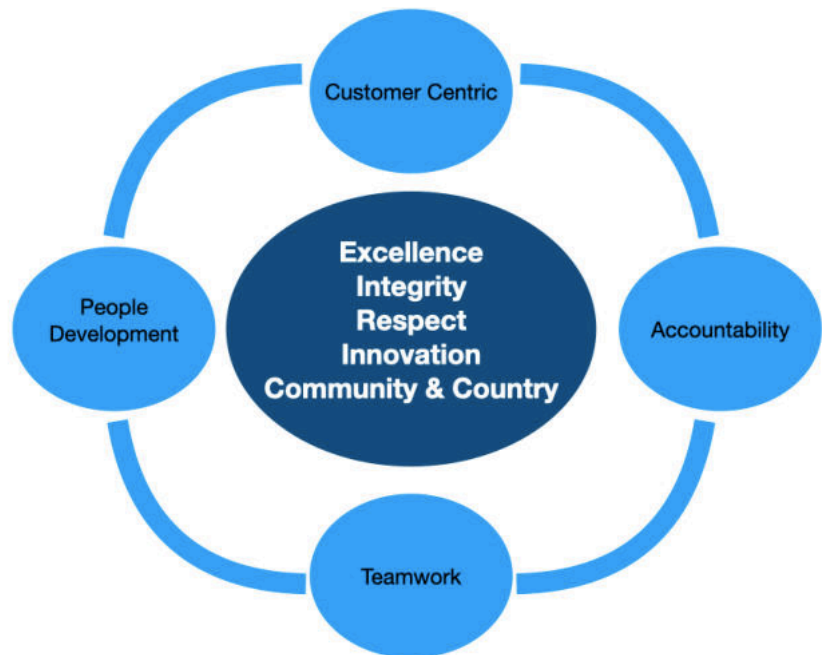 Customer Centric
Excellence
Integrity
Respect
Innovation
Community & Country
People
Development
Accountability
Teamwork